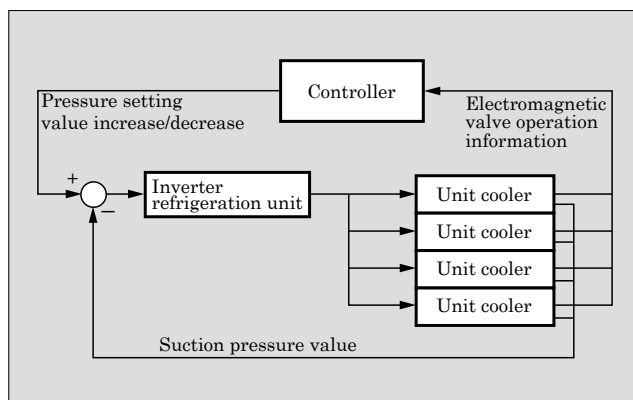 Controller
Pressure setting
value increase/decrease
Electromagnetic
valve operation
information
+
−
Inverter
refrigeration unit
Unit cooler
Unit cooler
Unit cooler
Unit cooler
Suction pressure value